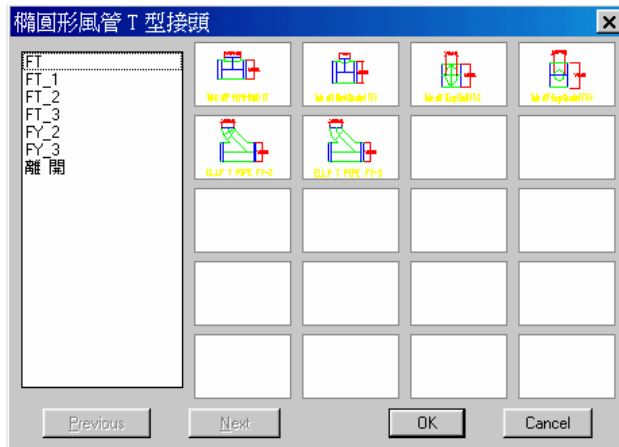 橢圓形風管 T 型接頭
FT
FT_1
FT_2
FT_3
FY_2
FY_3
離 開
ELLP T PIPE FY-2
ELLP T PIPE FY-3
Previous
Next
OK
Cancel